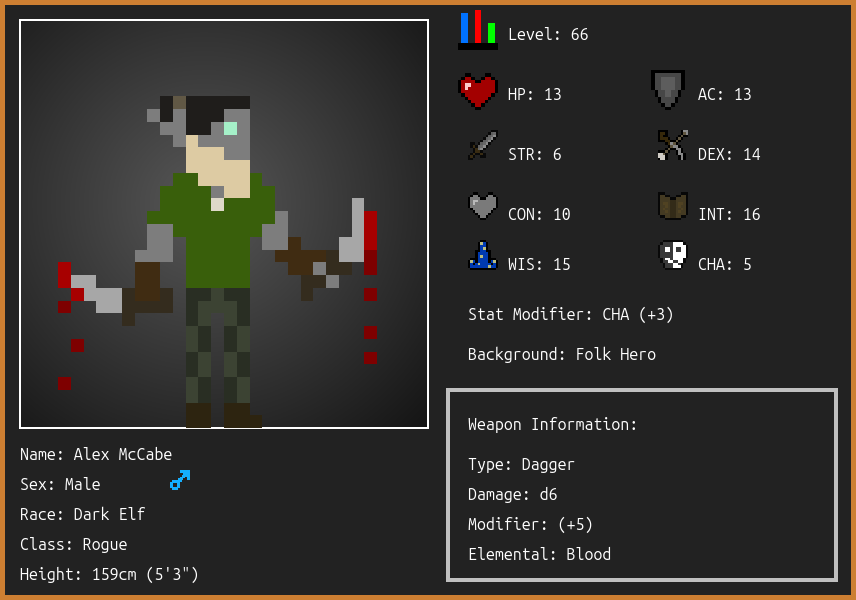 Level: 66
HP: 13
AC: 13
STR: 6
DEX: 14
CON: 10
INT: 16
WIS: 15
CHA: 5
Stat Modifier: CHA (+3)
Background: Folk Hero
Weapon Information:
Type: Dagger
Damage: d6
Modifier: (+5)
Elemental: Blood
Name: Alex McCabe
Sex: Male
Race: Dark Elf
Class: Rogue
Height: 159cm (5'3")